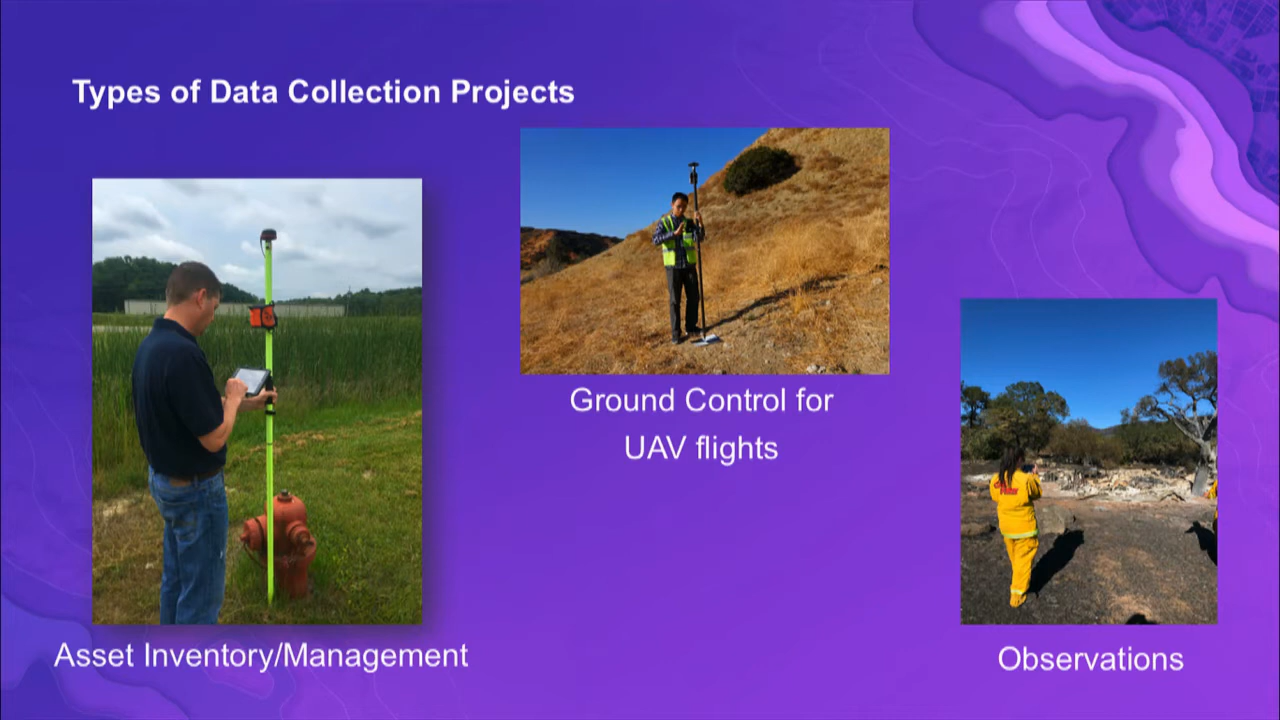 Types of Data Collection Projects
Ground Control for
UAV flights
Asset Inventory/Management
Observations